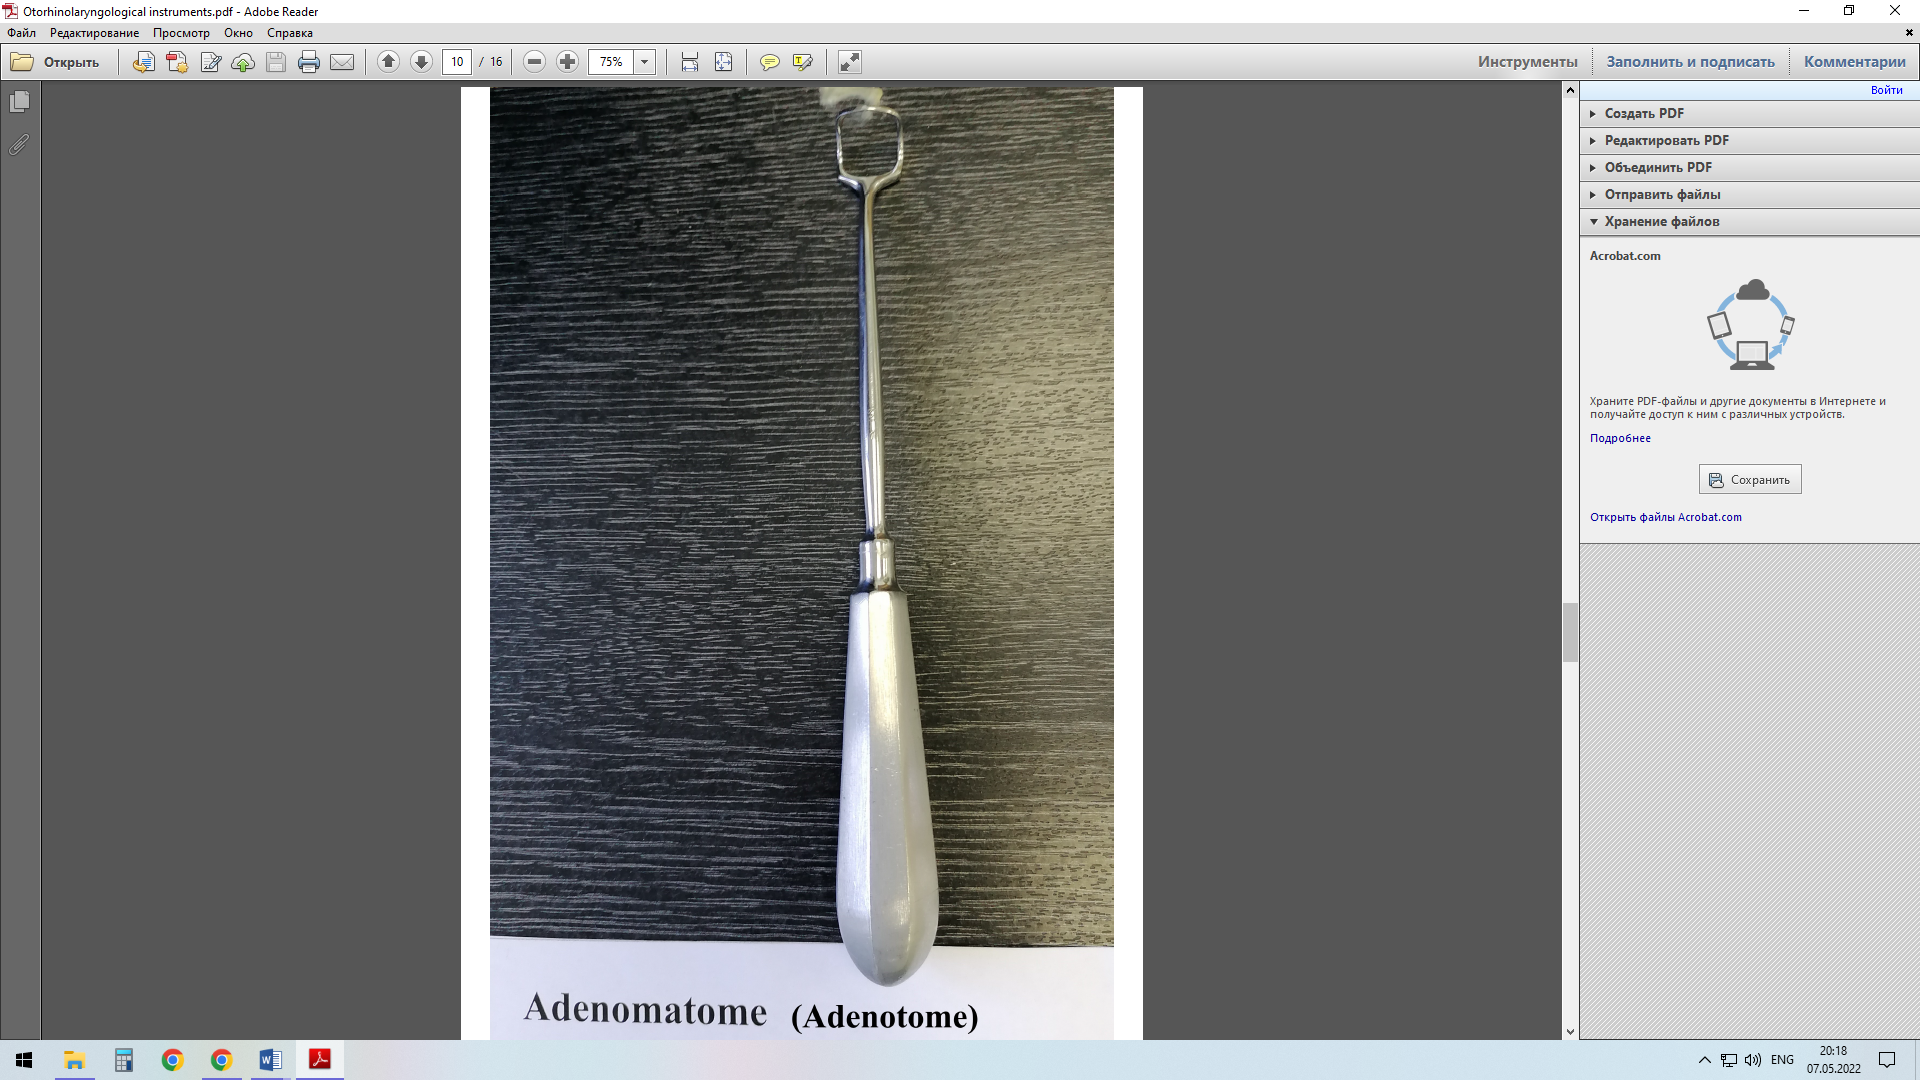 Otorhinolaryngological instruments.pdf - Adobe Reader
Файл Редактирование Просмотр Окно Справка
Открыть 10 / 16 75% Инструменты Заполнить и подписать Комментарии
Войти
Создать PDF
Редактировать PDF
Объединить PDF
Отправить файлы
Хранение файлов
Acrobat.com
Храните PDF-файлы и другие документы в Интернете и
получайте доступ к ним с различных устройств.
Подробнее
Сохранить
Открыть файлы Acrobat.com
Adenomatome (Adenotome)
ENG
20:18
07.05.2022